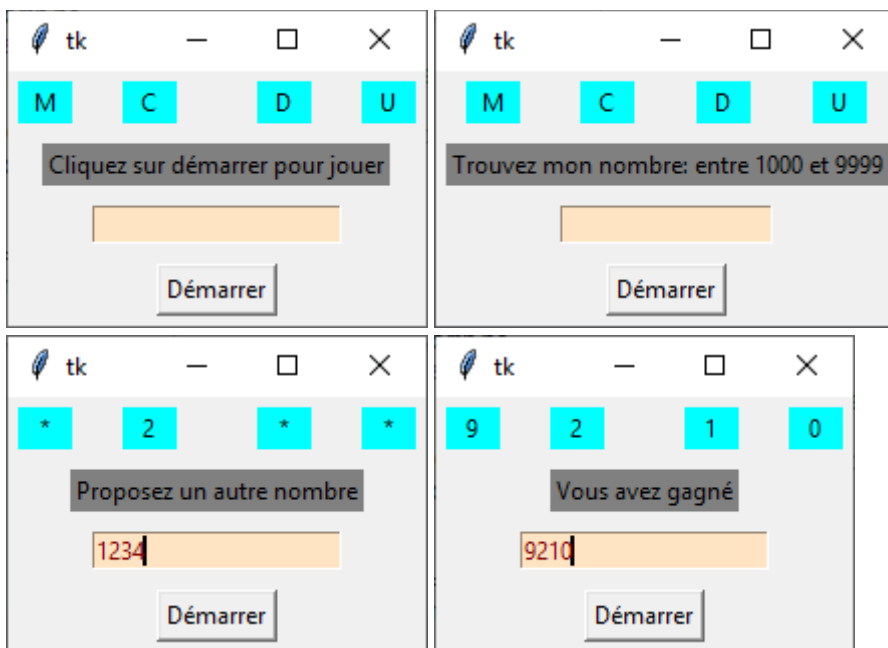 tk
M C D U
Cliquez sur démarrer pour jouer
Démarrer
tk
M C D U
Trouvez mon nombre: entre 1000 et 9999
Démarrer
tk
* 2 * *
Proposez un autre nombre
1234
Démarrer
tk
9 2 1 0
Vous avez gagné
9210
Démarrer